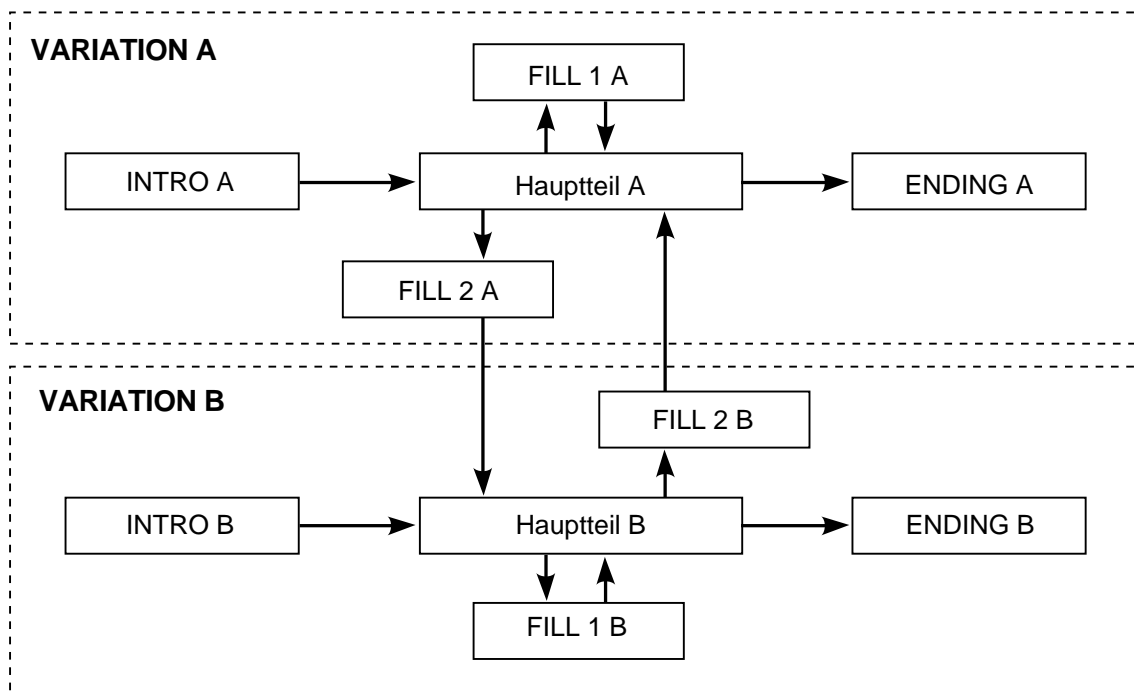 VARIATION A
FILL 1 A
INTRO A
Hauptteil A
ENDING A
FILL 2 A
VARIATION B
FILL 2 B
INTRO B
Hauptteil B
ENDING B
FILL 1 B